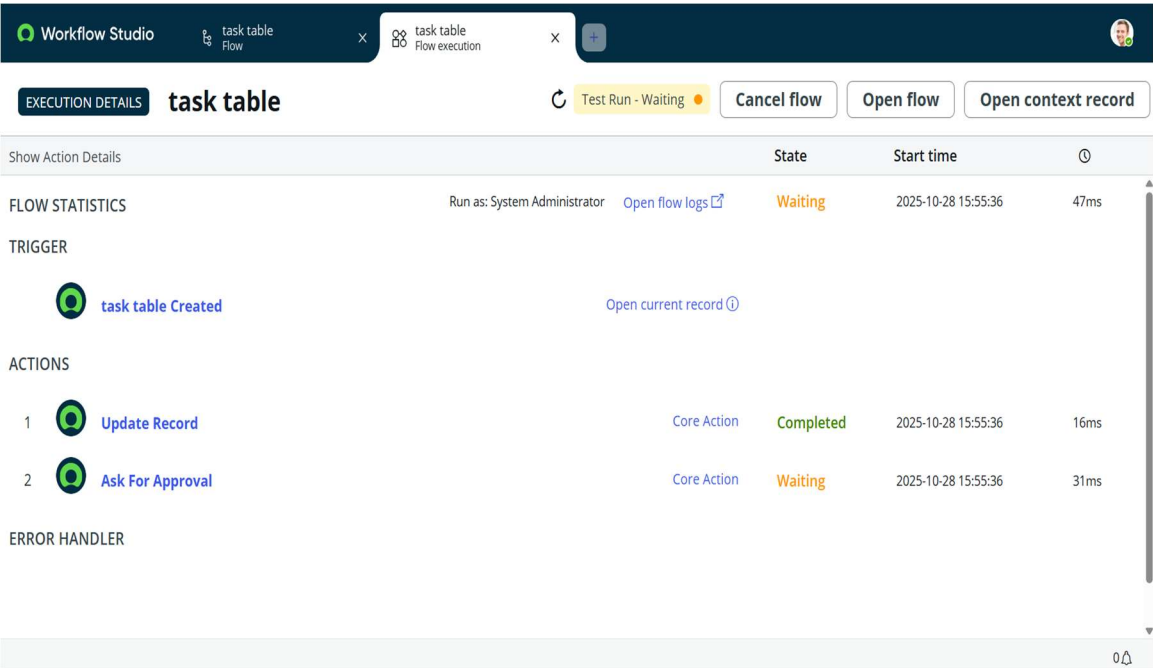 Workflow Studio
task table
Flow
X
task table
Flow execution
X
+
EXECUTION DETAILS
task table
Test Run - Waiting
Cancel flow
Open flow
Open context record
Show Action Details State Start time
FLOW STATISTICS Run as: System Administrator Open flow logs Waiting 2025-10-28 15:55:36 47ms
TRIGGER
task table Created Open current record
ACTIONS
1 Update Record Core Action Completed 2025-10-28 15:55:36 16ms
2 Ask For Approval Core Action Waiting 2025-10-28 15:55:36 31ms
ERROR HANDLER
0